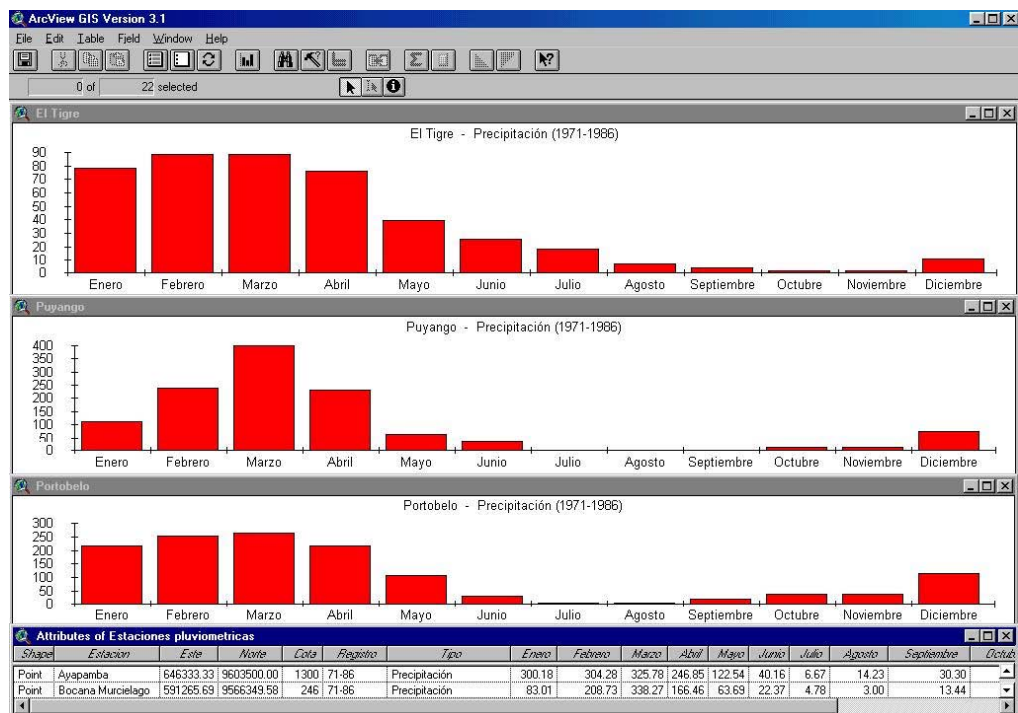 ArcView GIS Version 3.1
File Edit Table Field Window Help
0 of 22 selected
El Tigre
El Tigre - Precipitación (1971-1986)
90
80
70
60
50
40
30
20
10
0
Enero Febrero Marzo Abril Mayo Junio Julio Agosto Septiembre Octubre Noviembre Diciembre
Puyango
Puyango - Precipitación (1971-1986)
400
350
300
250
200
150
100
50
0
Enero Febrero Marzo Abril Mayo Junio Julio Agosto Septiembre Octubre Noviembre Diciembre
Portobelo
Portobelo - Precipitación (1971-1986)
300
250
200
150
100
50
0
Enero Febrero Marzo Abril Mayo Junio Julio Agosto Septiembre Octubre Noviembre Diciembre
Attributes of Estaciones pluviometricas
Shape Estacion Este Norte Cota Registro Tipo Enero Febrero Marzo Abril Mayo Junio Julio Agosto Septiembre Octub
Point Ayapamba 646333.33 9603500.00 1300 71-86 Precipitación 300.18 304.28 325.78 246.85 122.54 40.16 6.67 14.23 30.30
Point Bocana Murcielago 591265.69 9566349.58 246 71-86 Precipitación 83.01 208.73 338.27 166.46 63.69 22.37 4.78 3.00 13.44